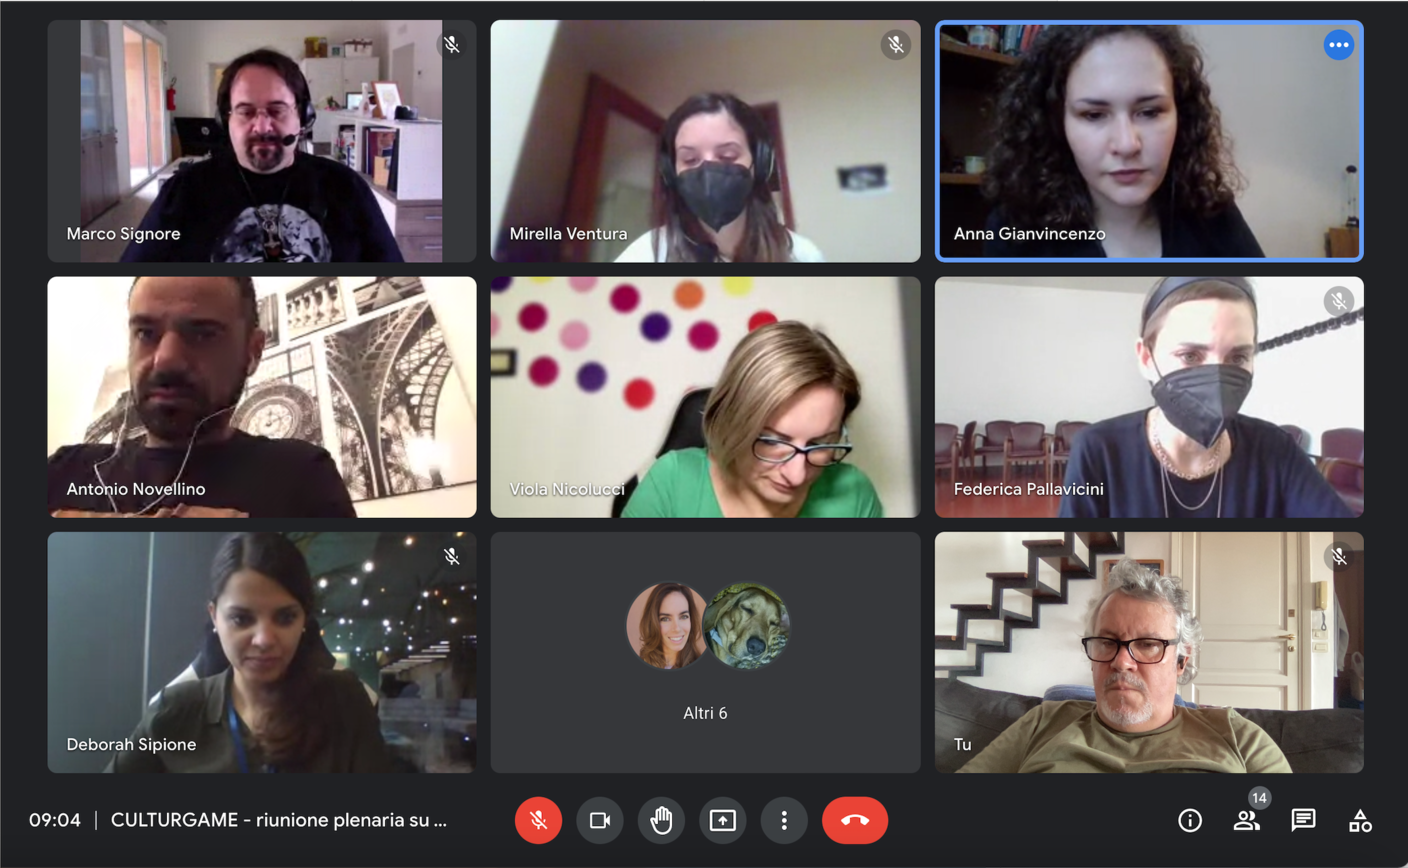 Marco Signore
Mirella Ventura
Anna Gianvincenzo
Antonio Novellino
Viola Nicolucci
Federica Pallavicini
Deborah Sipione
Altri 6
Tu
09:04 | CULTURGAME - riunione plenaria su ...
14